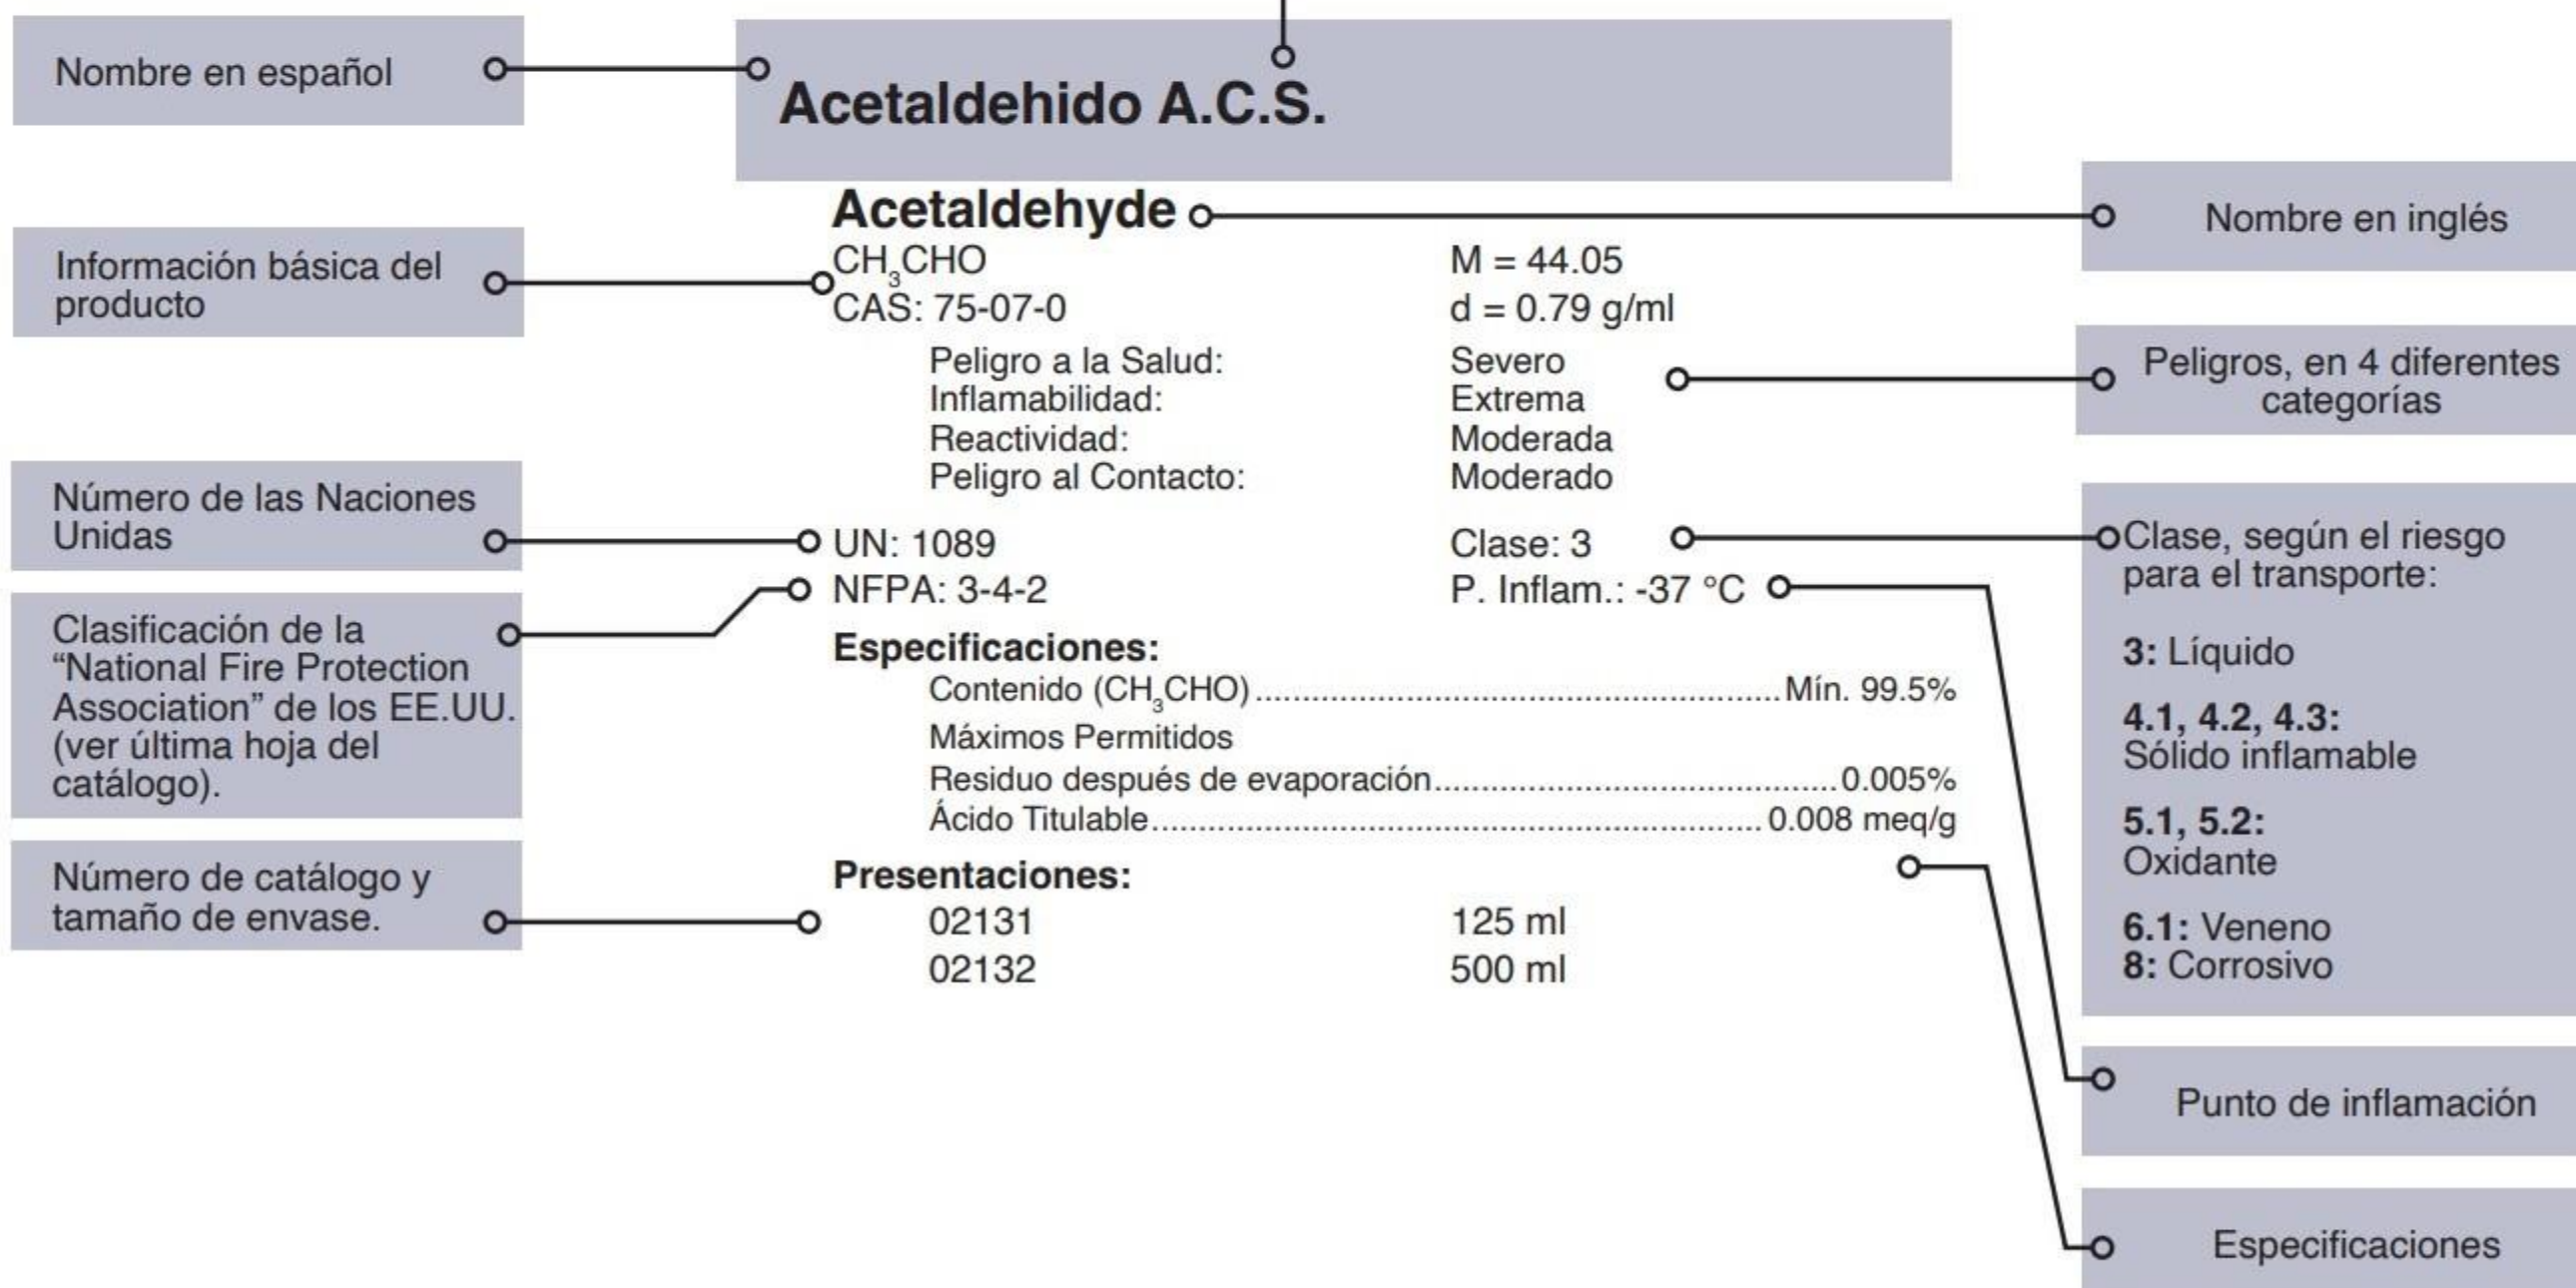 Nombre en español
Acetaldehido A.C.S.
Acetaldehyde
Nombre en inglés
Información básica del
producto
CH₃CHO
M = 44.05
CAS: 75-07-0
d = 0.79 g/ml
Peligro a la Salud:
Severo
Inflamabilidad:
Extrema
Reactividad:
Moderada
Peligro al Contacto:
Moderado
Peligros, en 4 diferentes
categorías
Número de las Naciones
Unidas
UN: 1089
Clase: 3
NFPA: 3-4-2
P. Inflam.: -37 °C
Clasificación de la
“National Fire Protection
Association” de los EE.UU.
(ver última hoja del
catálogo).
Especificaciones:
Contenido (CH₃CHO)........................................................Mín. 99.5%
Máximos Permitidos
Residuo después de evaporación...........................................0.005%
Ácido Titulable.................................................................0.008 meq/g
Número de catálogo y
tamaño de envase.
Presentaciones:
02131
125 ml
02132
500 ml
Clase, según el riesgo
para el transporte:
3: Líquido
4.1, 4.2, 4.3:
Sólido inflamable
5.1, 5.2:
Oxidante
6.1: Veneno
8: Corrosivo
Punto de inflamación
Especificaciones